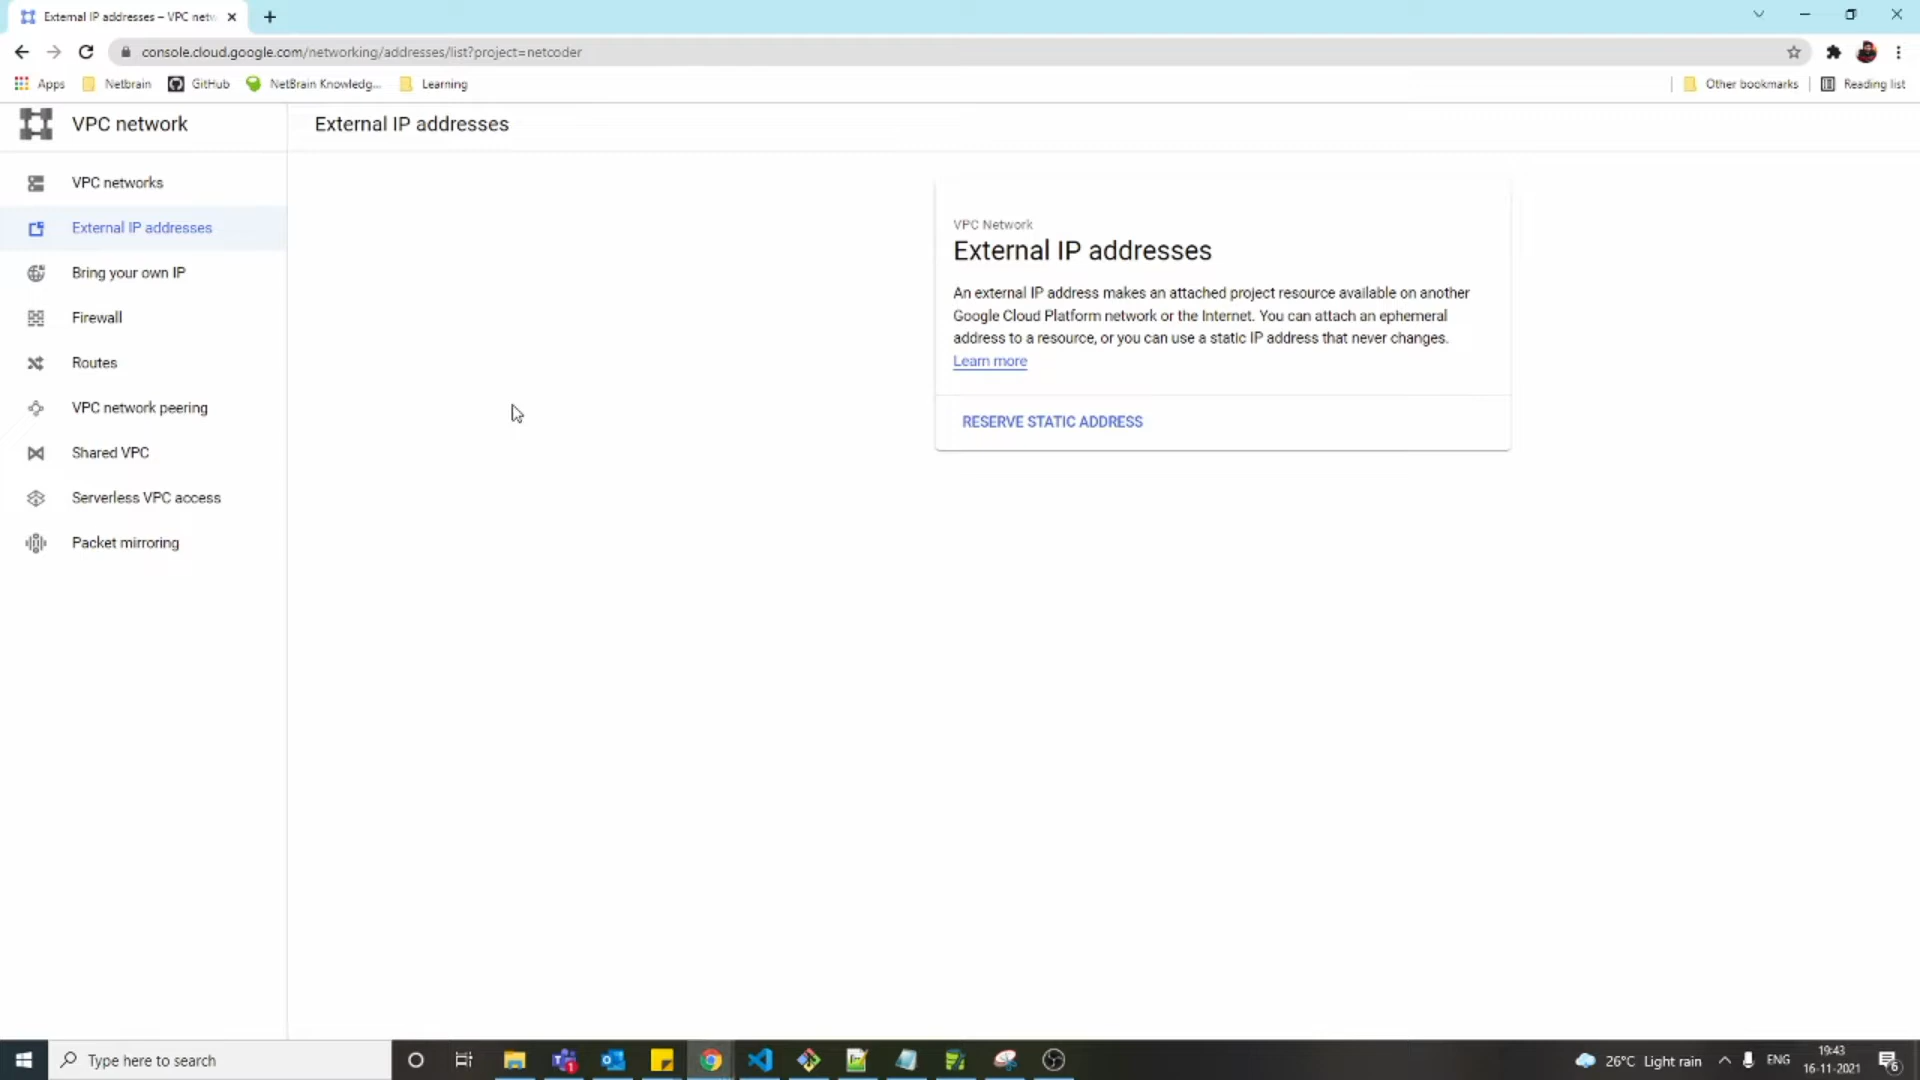 External IP addresses – VPC netw
console.cloud.google.com/networking/addresses/list?project=netcoder
Apps Netbrain GitHub NetBrain Knowledg... Learning Other bookmarks Reading list
VPC network External IP addresses
VPC networks
External IP addresses
Bring your own IP
Firewall
Routes
VPC network peering
Shared VPC
Serverless VPC access
Packet mirroring
VPC Network
External IP addresses
An external IP address makes an attached project resource available on another
Google Cloud Platform network or the Internet. You can attach an ephemeral
address to a resource, or you can use a static IP address that never changes.
Learn more
RESERVE STATIC ADDRESS
Type here to search
26°C Light rain ENG
19:43
16-11-2021
6